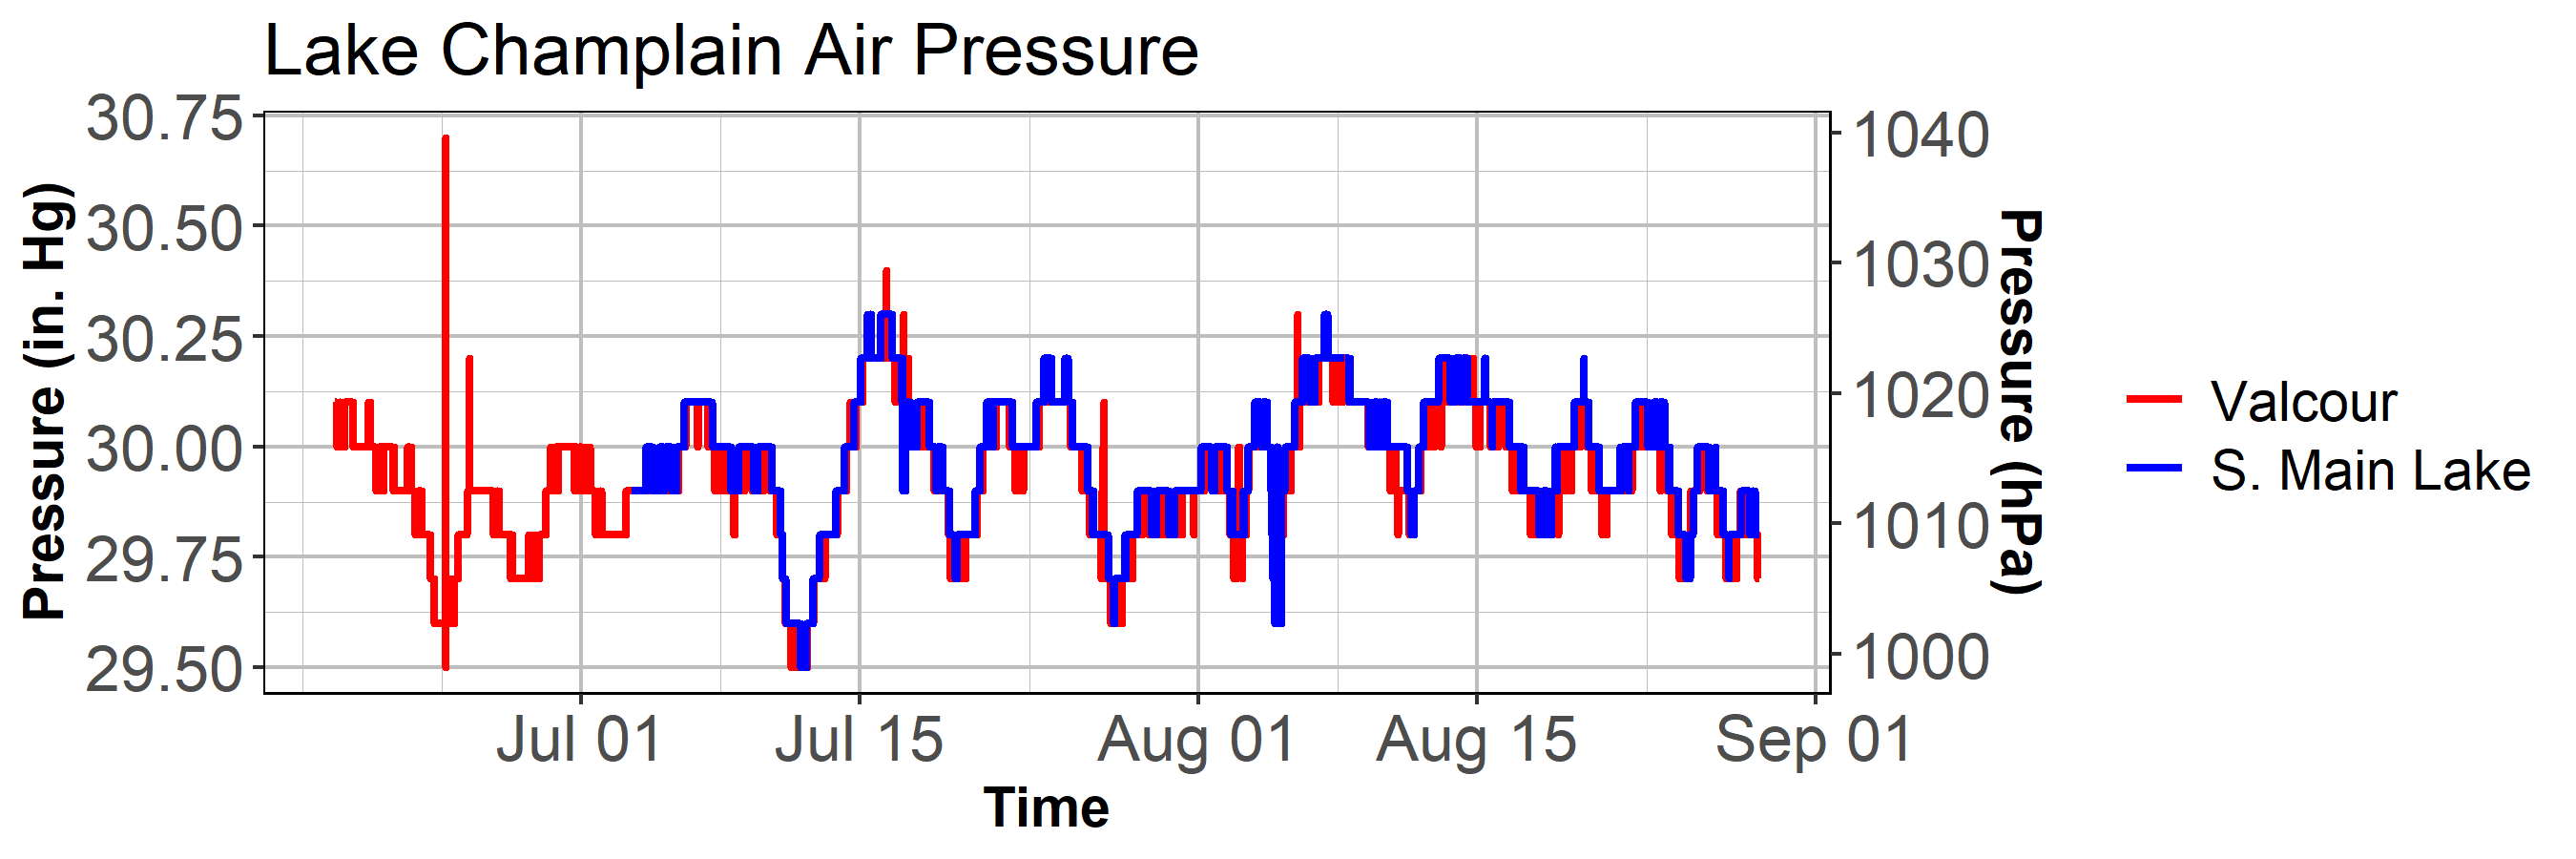 Lake Champlain Air Pressure
Pressure (in. Hg)
30.75
30.50
30.25
30.00
29.75
29.50
1040
1030
1020
1010
1000
Pressure (hPa)
Valcour
S. Main Lake
Jul 01
Jul 15
Aug 01
Aug 15
Sep 01
Time